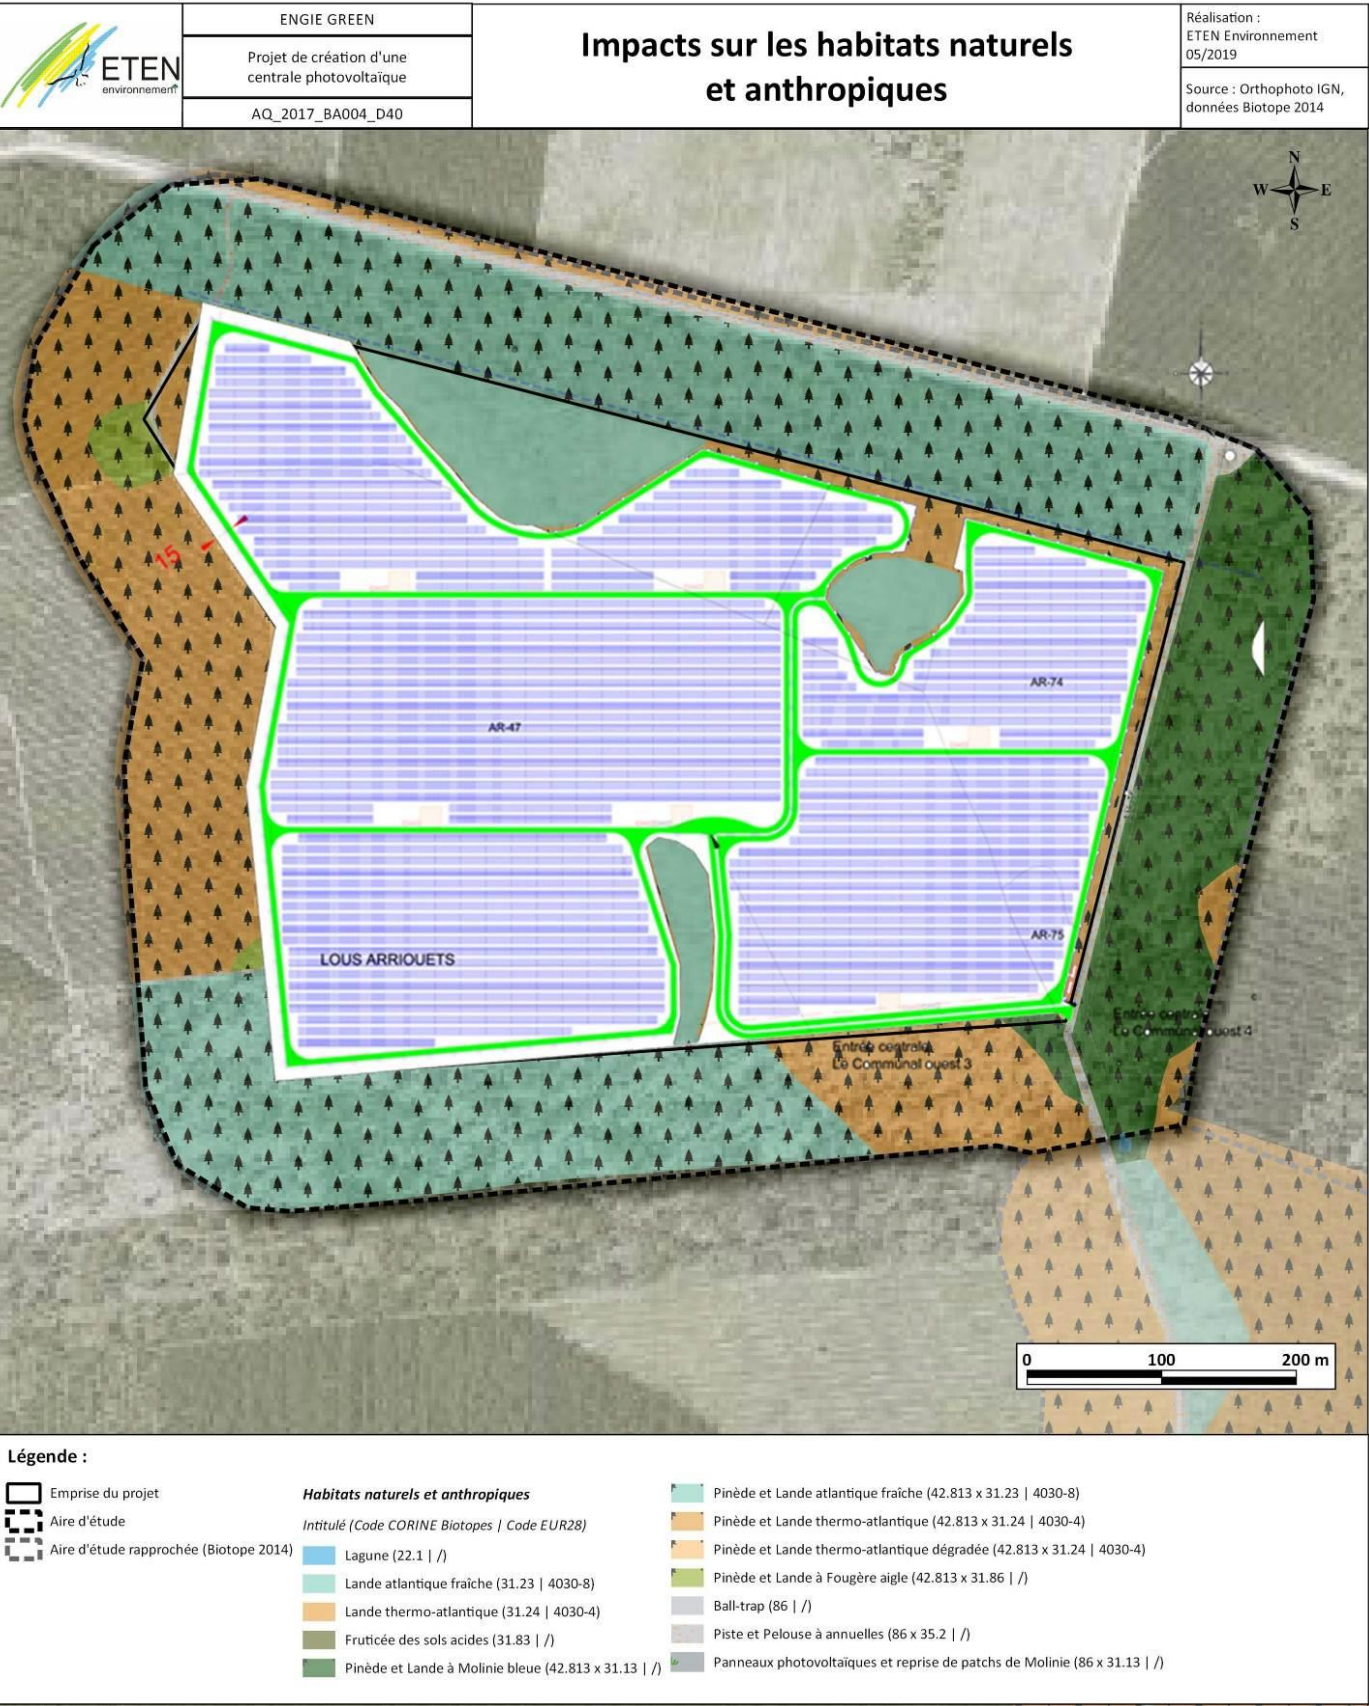 ETEN
environnement
ENGIE GREEN
Projet de création d'une
centrale photovoltaïque
AQ_2017_BA004_D40
Impacts sur les habitats naturels
et anthropiques
Réalisation :
ETEN Environnement
05/2019
Source : Orthophoto IGN,
données Biotope 2014
N
W E
S
15
AR-74
AR-47
AR-75
LOUS ARRIOUETS
Entrée centrale
Le Communal ouest 4
Entrée centrale
Le Communal ouest 3
0 100 200 m
Légende :
Emprise du projet
Aire d'étude
Aire d'étude rapprochée (Biotope 2014)
Habitats naturels et anthropiques
Intitulé (Code CORINE Biotopes | Code EUR28)
Lagune (22.1 | /)
Lande atlantique fraîche (31.23 | 4030-8)
Lande thermo-atlantique (31.24 | 4030-4)
Fruticée des sols acides (31.83 | /)
Pinède et Lande à Molinie bleue (42.813 x 31.13 | /)
Pinède et Lande atlantique fraîche (42.813 x 31.23 | 4030-8)
Pinède et Lande thermo-atlantique (42.813 x 31.24 | 4030-4)
Pinède et Lande thermo-atlantique dégradée (42.813 x 31.24 | 4030-4)
Pinède et Lande à Fougère aigle (42.813 x 31.86 | /)
Ball-trap (86 | /)
Piste et Pelouse à annuelles (86 x 35.2 | /)
Panneaux photovoltaïques et reprise de patchs de Molinie (86 x 31.13 | /)